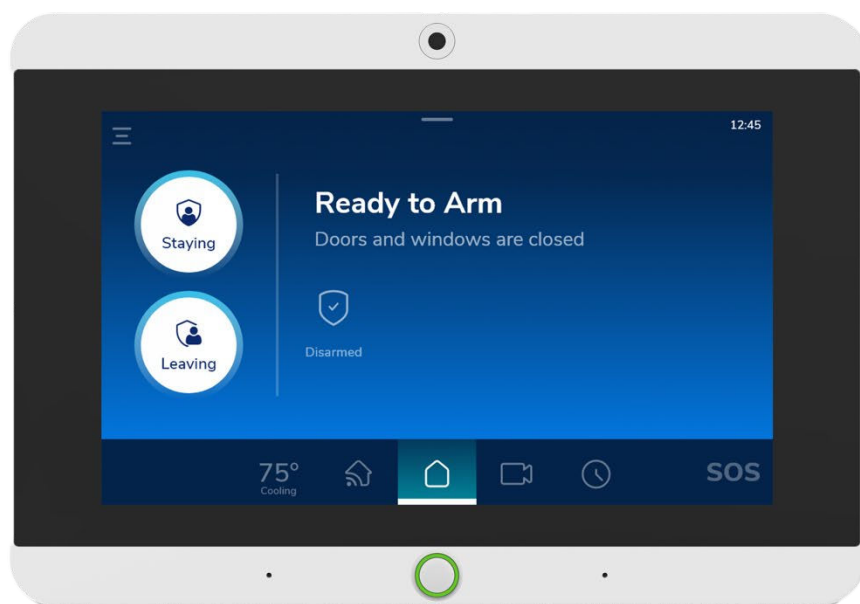 12:45
Staying
Ready to Arm
Doors and windows are closed
Leaving
Disarmed
75°
Cooling
SOS